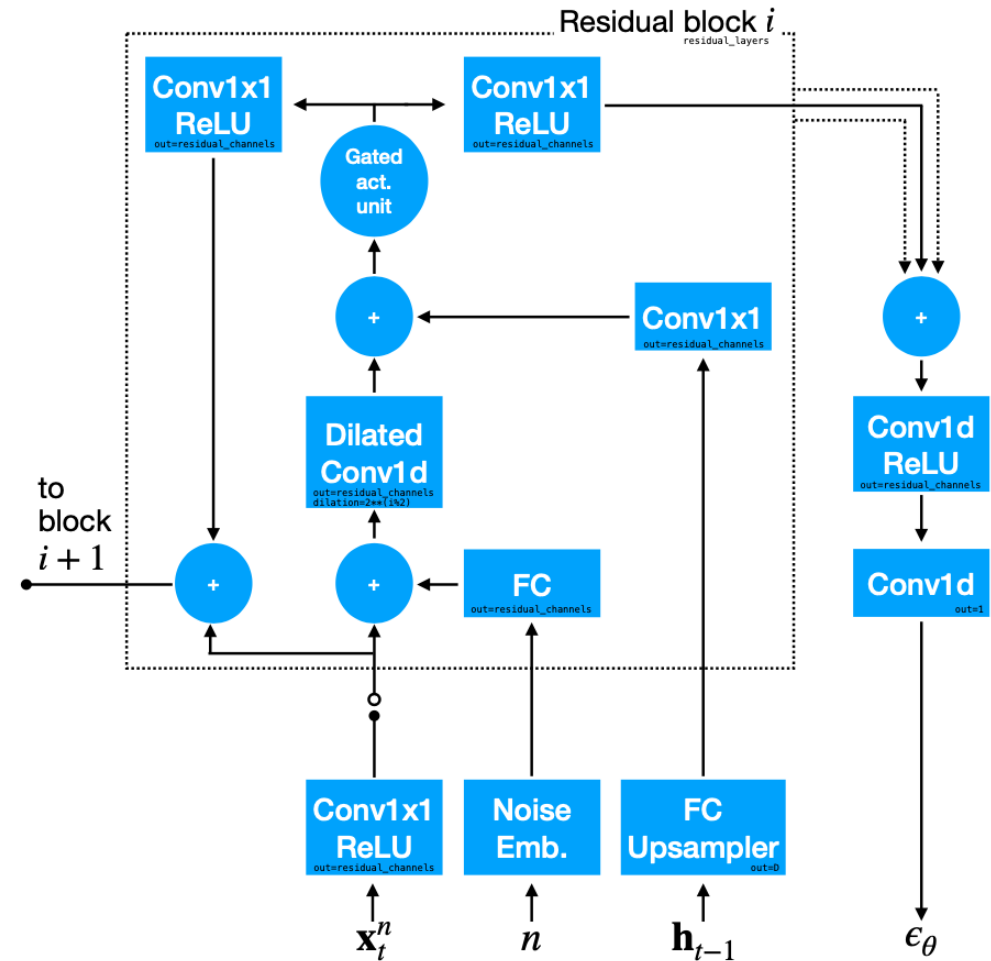 Residual block i
residual_layers
Conv1x1
ReLU
out=residual_channels
Conv1x1
ReLU
out=residual_channels
Gated
act.
unit
+
Conv1x1
out=residual_channels
+
Dilated
Conv1d
out=residual_channels
dilation=2**(i%2)
Conv1d
ReLU
out=residual_channels
to
block
i + 1
+
+
FC
out=residual_channels
Conv1d
out=1
Conv1x1
ReLU
out=residual_channels
Noise
Emb.
FC
Upsampler
out=D
x_t^n
n
h_{t−1}
ϵ_θ